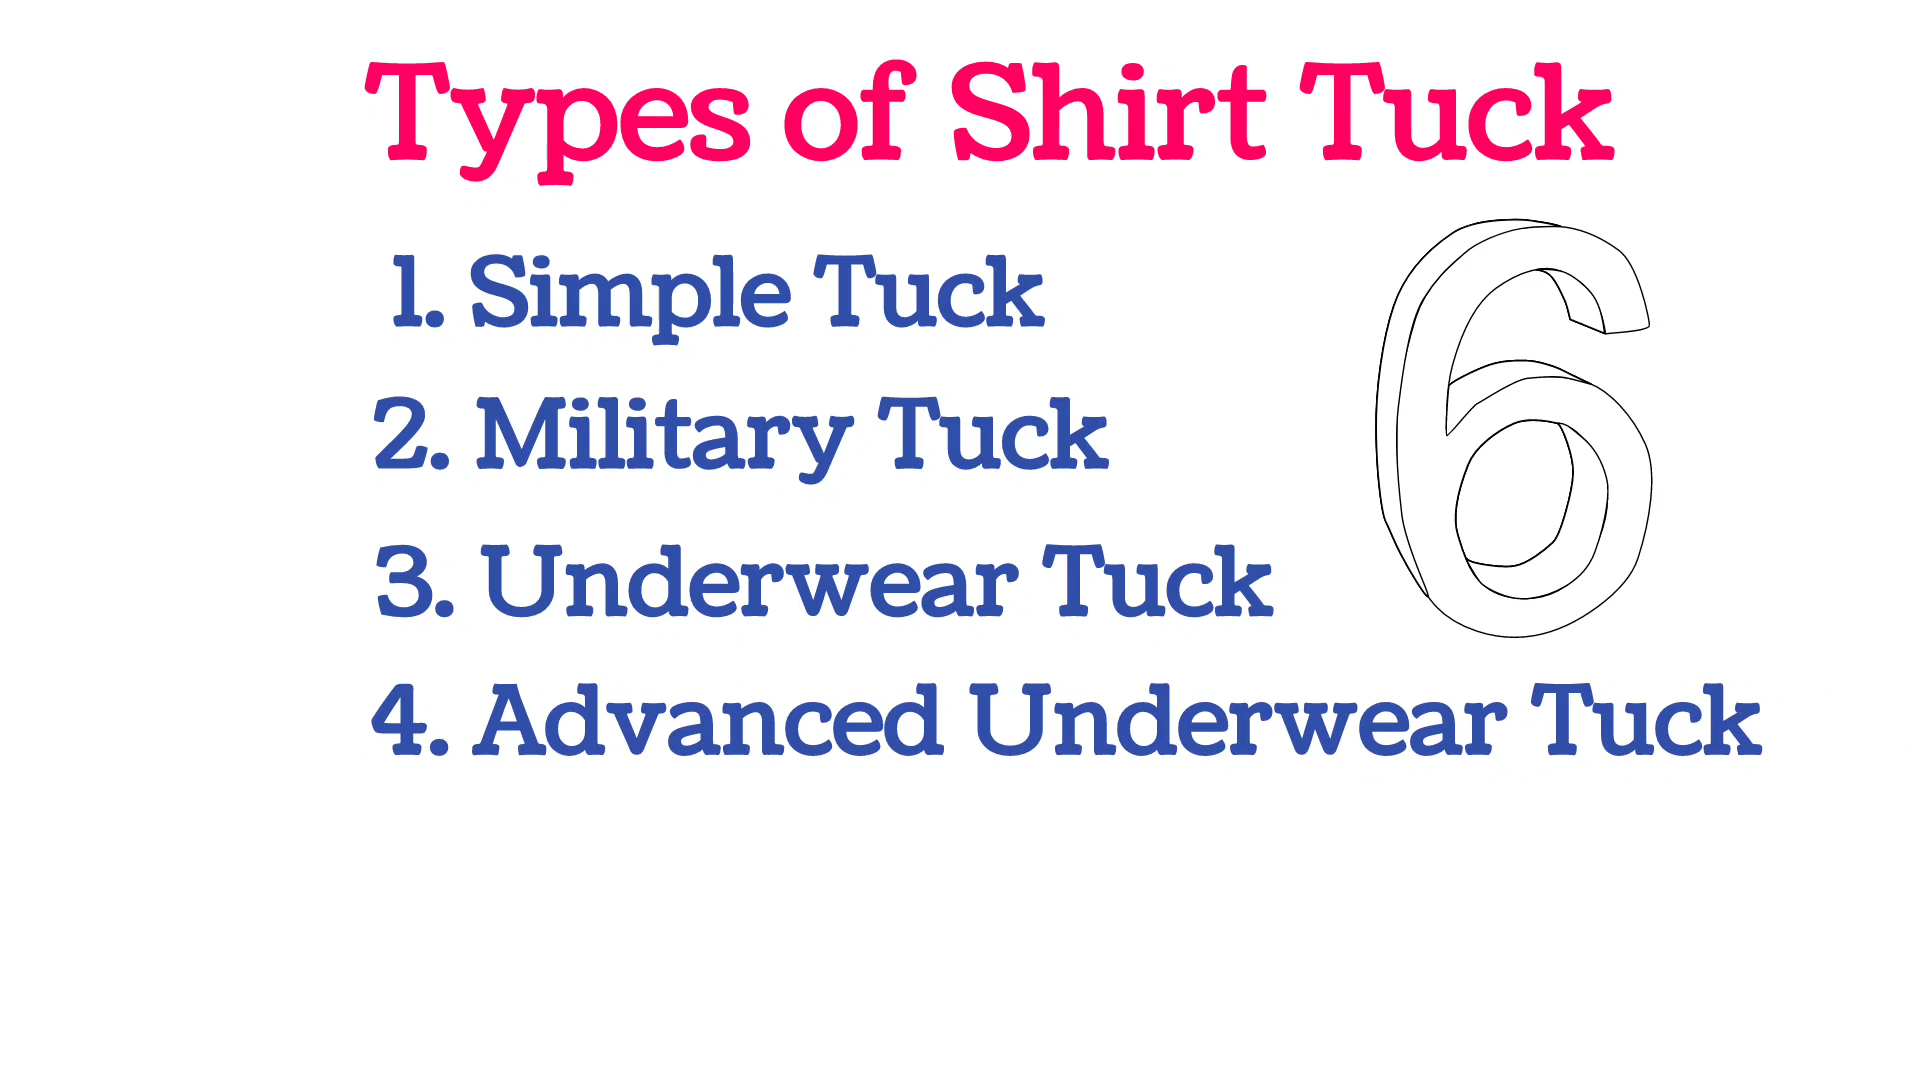 Types of Shirt Tuck
1. Simple Tuck
6
2. Military Tuck
3. Underwear Tuck
4. Advanced Underwear Tuck